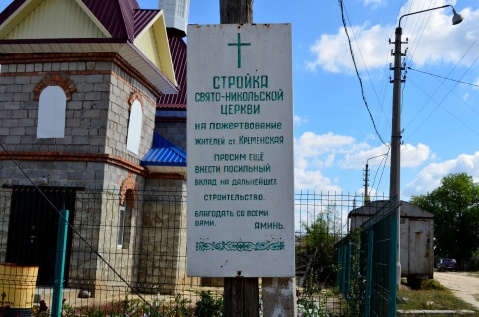 СТРОЙКА
СВЯТО-НИКОЛЬСКОЙ
ЦЕРКВИ
НА ПОЖЕРТВОВАНИЕ
ЖИТЕЛЕЙ ст. КРЕМЕНСКАЯ
ПРОСИМ ЕЩЁ
ВНЕСТИ ПОСИЛЬНЫЙ
ВКЛАД НА ДАЛЬНЕЙШЕЕ
СТРОИТЕЛЬСТВО.
БЛАГОДАТЬ СО ВСЕМИ
ВАМИ. АМИНЬ.